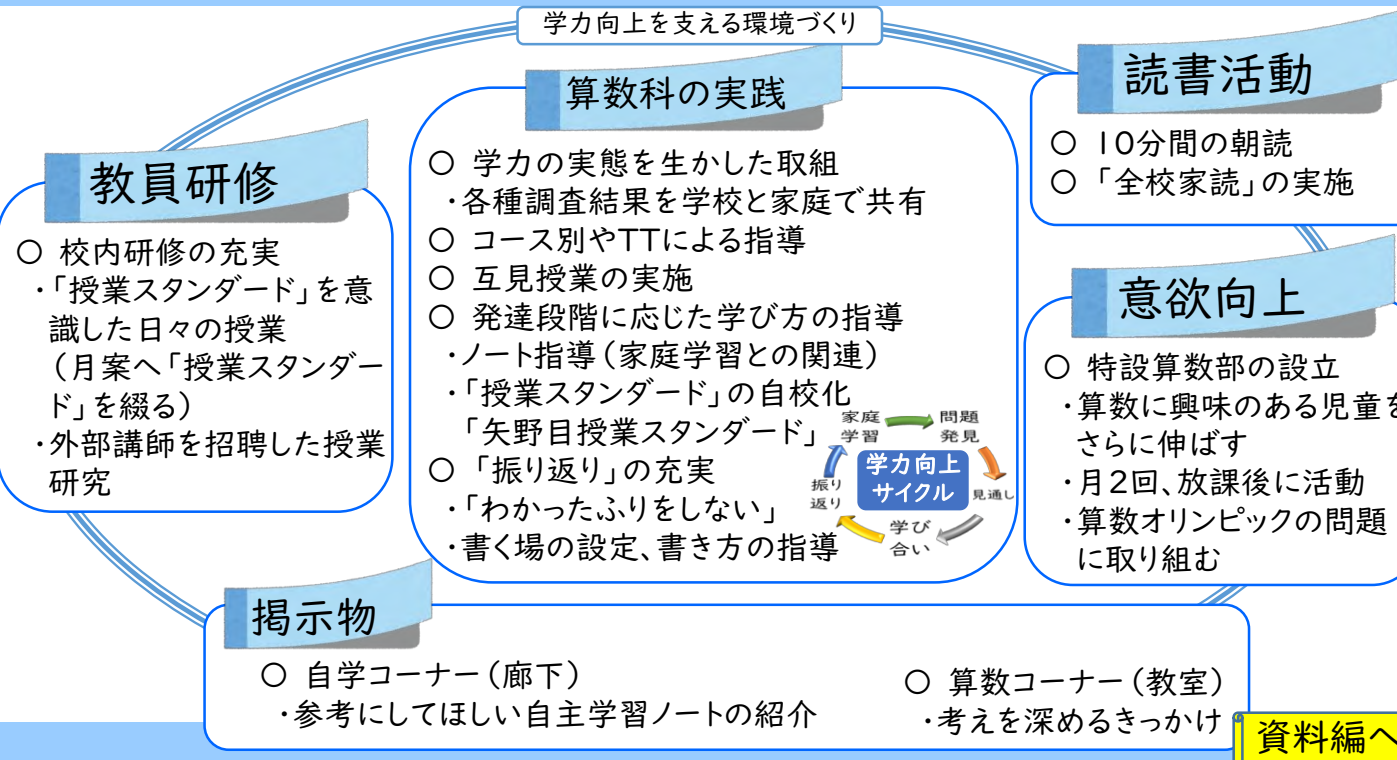 学力向上を支える環境づくり
教員研修
○ 校内研修の充実
・「授業スタンダード」を意
識した日々の授業
(月案へ「授業スタンダー
ド」を綴る)
・外部講師を招聘した授業
研究
算数科の実践
○ 学力の実態を生かした取組
・各種調査結果を学校と家庭で共有
○ コース別やTTによる指導
○ 互見授業の実施
○ 発達段階に応じた学び方の指導
・ノート指導(家庭学習との関連)
・「授業スタンダード」の自校化
「矢野目授業スタンダード」
○ 「振り返り」の充実
・「わかったふりをしない」
・書く場の設定、書き方の指導
学力向上
サイクル
家庭
学習
問題
発見
見通し
学び
合い
振り
返り
読書活動
○ 10分間の朝読
○ 「全校家読」の実施
意欲向上
○ 特設算数部の設立
・算数に興味のある児童を
さらに伸ばす
・月2回、放課後に活動
・算数オリンピックの問題
に取り組む
掲示物
○ 自学コーナー(廊下)
・参考にしてほしい自主学習ノートの紹介
○ 算数コーナー(教室)
・考えを深めるきっかけ
資料編へ